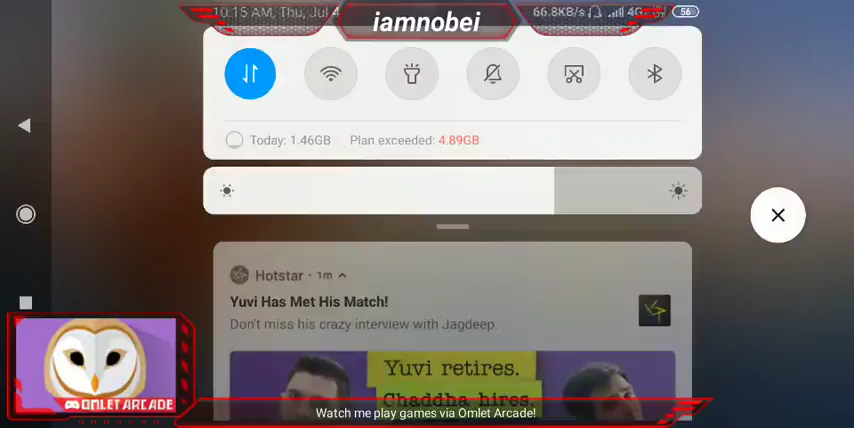 10:15 AM, Thu, Jul 4
iamnobei
66.8KB/s
4G
56
Today: 1.46GB
Plan exceeded: 4.89GB
Hotstar · 1m
Yuvi Has Met His Match!
Don't miss his crazy interview with Jagdeep.
Yuvi retires.
Chaddha hires.
OMLET ARCADE
Watch me play games via Omlet Arcade!